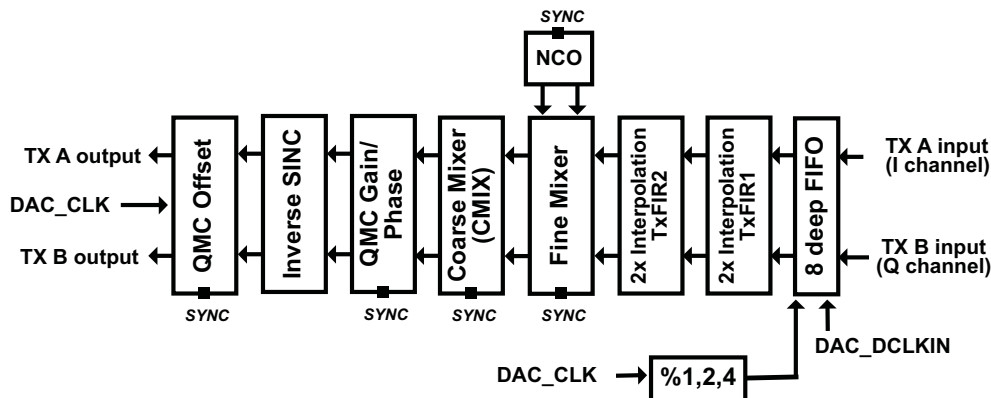 SYNC
NCO
TX A output
DAC_CLK
TX B output
QMC Offset
Inverse SINC
QMC Gain/
Phase
Coarse Mixer
(CMIX)
Fine Mixer
2x Interpolation
TxFIR2
2x Interpolation
TxFIR1
8 deep FIFO
TX A input
(I channel)
TX B input
(Q channel)
SYNC
SYNC
SYNC
SYNC
DAC_DCLKIN
DAC_CLK
%1,2,4